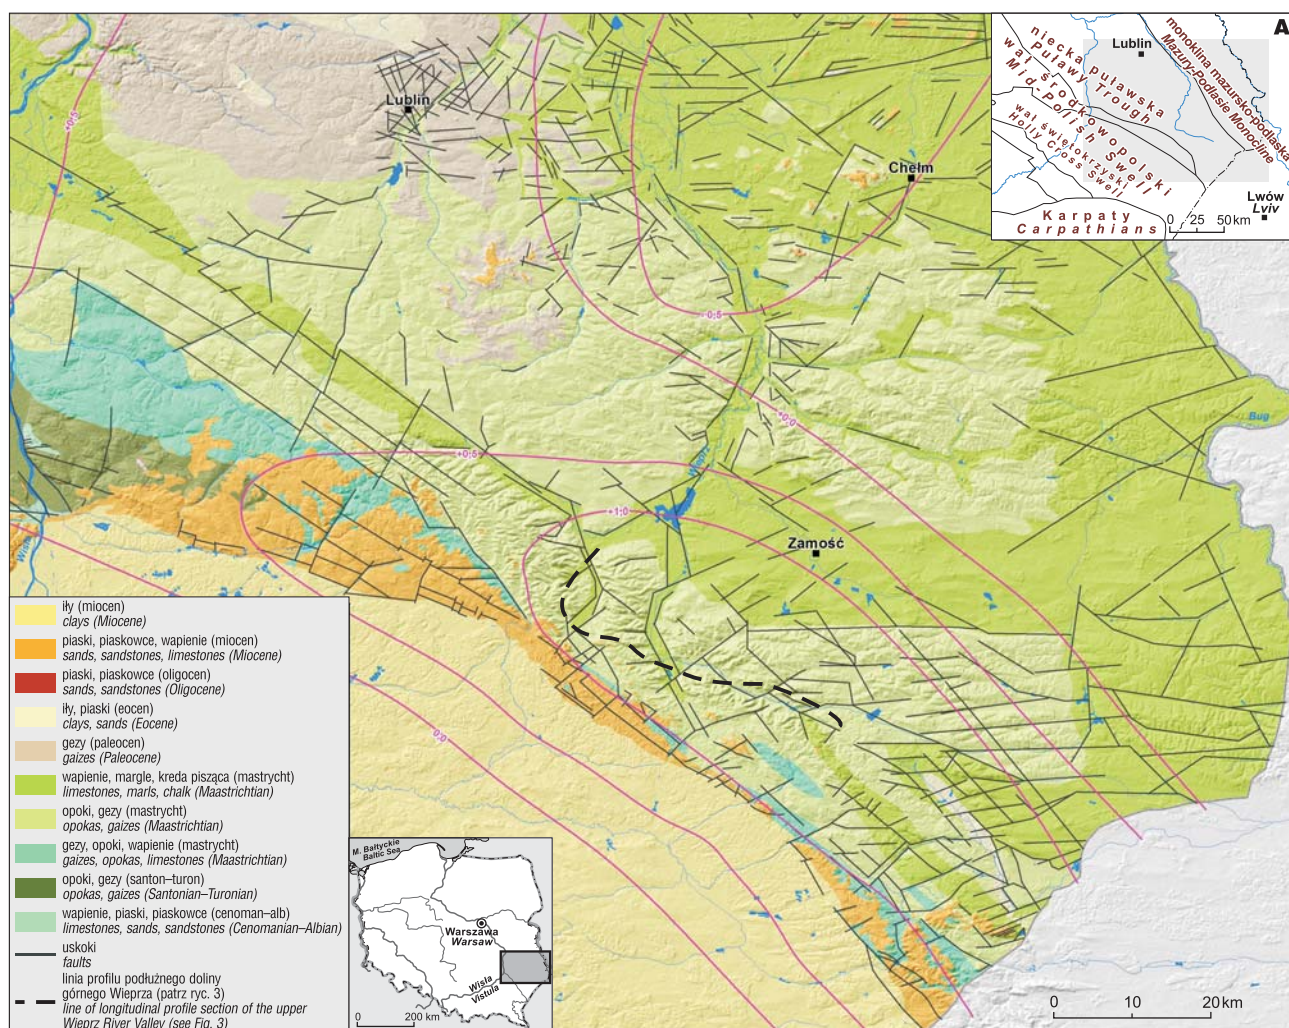 A
niecka puławska
Puławy Trough
wał środkowopolski
Mid-Polish Swell
wał świętokrzyski
Holly Cross Swell
monoklina mazursko-podlaska
Mazury-Podlasie Monocline
Lublin
Lwów
Lviv
Karpaty
Carpathians
0 25 50 km
Lublin
Chełm
Zamość
Wieprz
Bug
Wisła
+0,5
-0,5
+0,0
+0,5
+1,0
0,0
iły (miocen)
clays (Miocene)
piaski, piaskowce, wapienie (miocen)
sands, sandstones, limestones (Miocene)
piaski, piaskowce (oligocen)
sands, sandstones (Oligocene)
iły, piaski (eocen)
clays, sands (Eocene)
gezy (paleocen)
gaizes (Paleocene)
wapienie, margle, kreda pisząca (mastrycht)
limestones, marls, chalk (Maastrichtian)
opoki, gezy (mastrycht)
opokas, gaizes (Maastrichtian)
gezy, opoki, wapienie (mastrycht)
gaizes, opokas, limestones (Maastrichtian)
opoki, gezy (santon–turon)
opokas, gaizes (Santonian–Turonian)
wapienie, piaski, piaskowce (cenoman–alb)
limestones, sands, sandstones (Cenomanian–Albian)
uskoki
faults
linia profilu podłużnego doliny
górnego Wieprza (patrz ryc. 3)
line of longitudinal profile section of the upper
Wieprz River Valley (see Fig. 3)
M. Bałtyckie
Baltic Sea
Warszawa
Warsaw
Wisła
Vistula
0 200 km
0 10 20 km